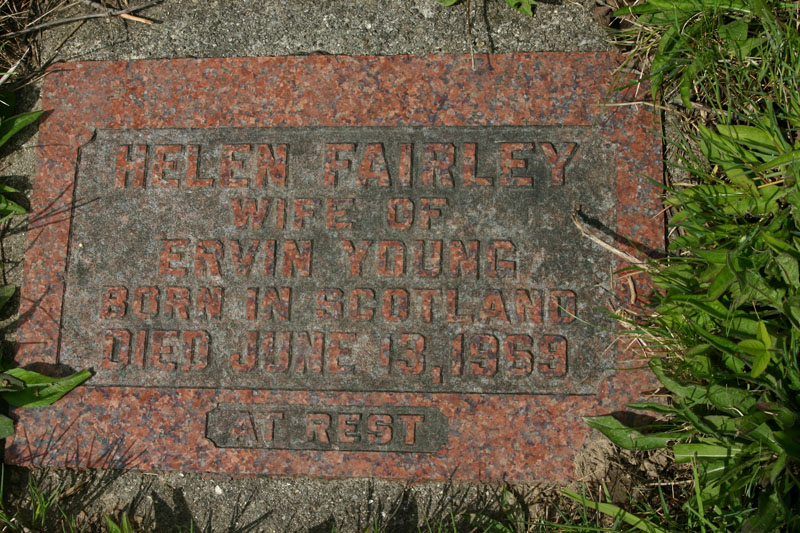 HELEN FAIRLEY
WIFE OF
ERVIN YOUNG
BORN IN SCOTLAND
DIED JUNE 13, 1959
AT REST